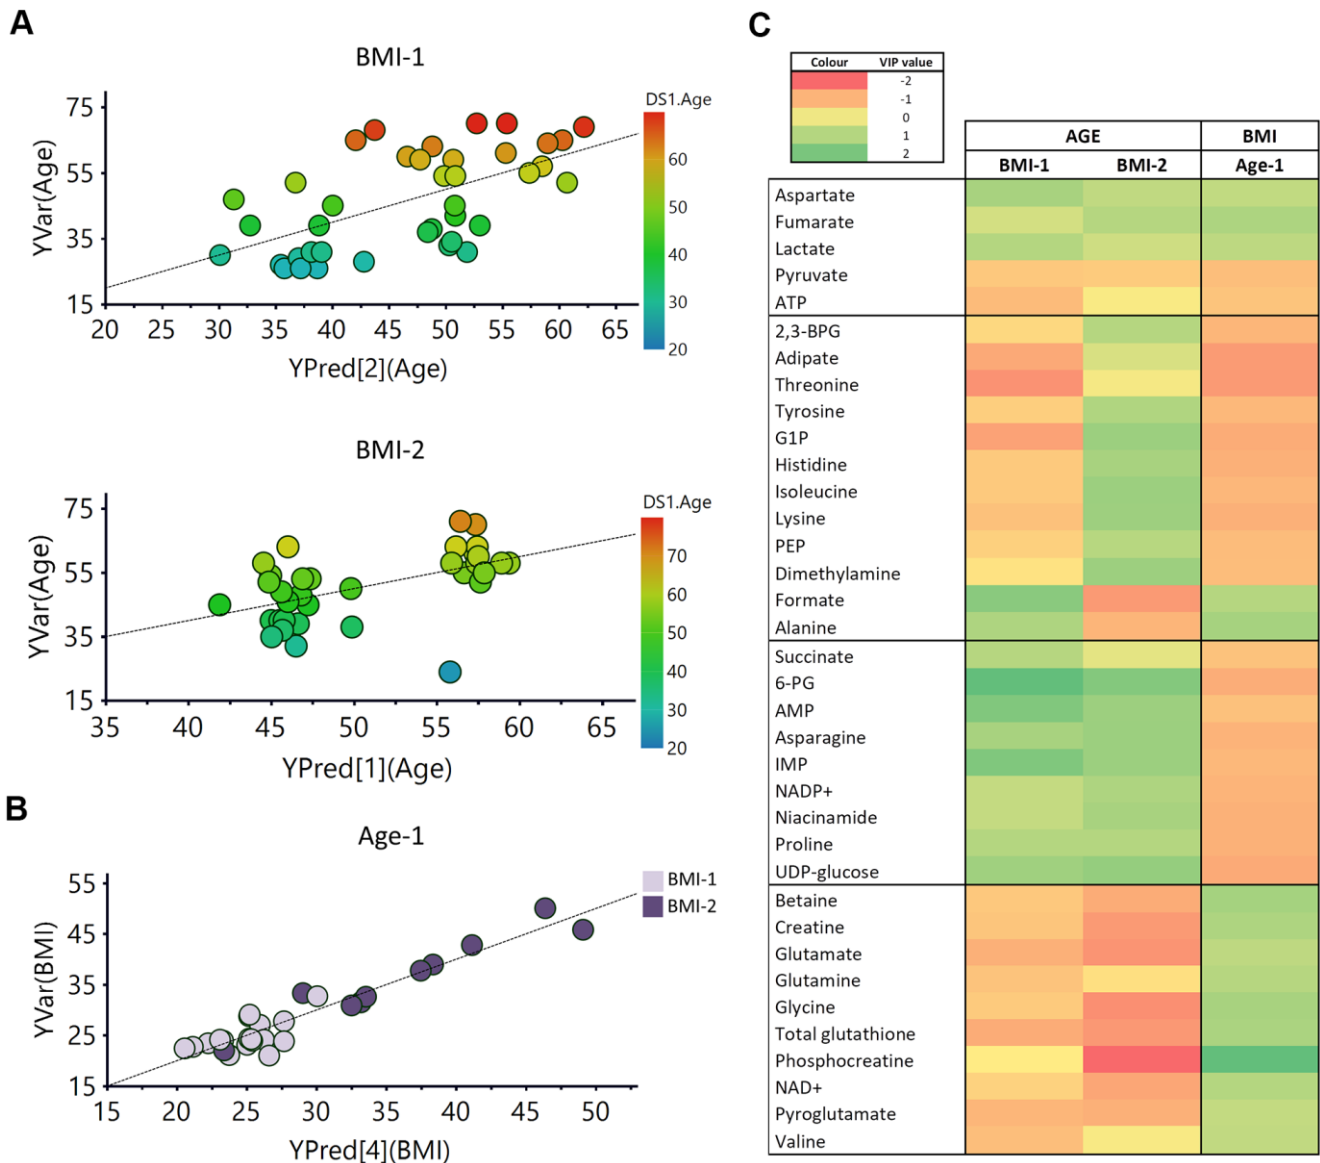 A
BMI-1
DS1.Age
75
55
35
15
20 25 30 35 40 45 50 55 60 65
YVar(Age)
YPred[2](Age)
60
50
40
30
20
BMI-2
DS1.Age
75
55
35
15
35 40 45 50 55 60 65
YVar(Age)
YPred[1](Age)
70
60
50
40
30
20
B
Age-1
BMI-1
BMI-2
55
45
35
25
15
15 20 25 30 35 40 45 50
YVar(BMI)
YPred[4](BMI)
C
Colour VIP value
-2
-1
0
1
2
AGE BMI
BMI-1 BMI-2 Age-1
Aspartate
Fumarate
Lactate
Pyruvate
ATP
2,3-BPG
Adipate
Threonine
Tyrosine
G1P
Histidine
Isoleucine
Lysine
PEP
Dimethylamine
Formate
Alanine
Succinate
6-PG
AMP
Asparagine
IMP
NADP+
Niacinamide
Proline
UDP-glucose
Betaine
Creatine
Glutamate
Glutamine
Glycine
Total glutathione
Phosphocreatine
NAD+
Pyroglutamate
Valine